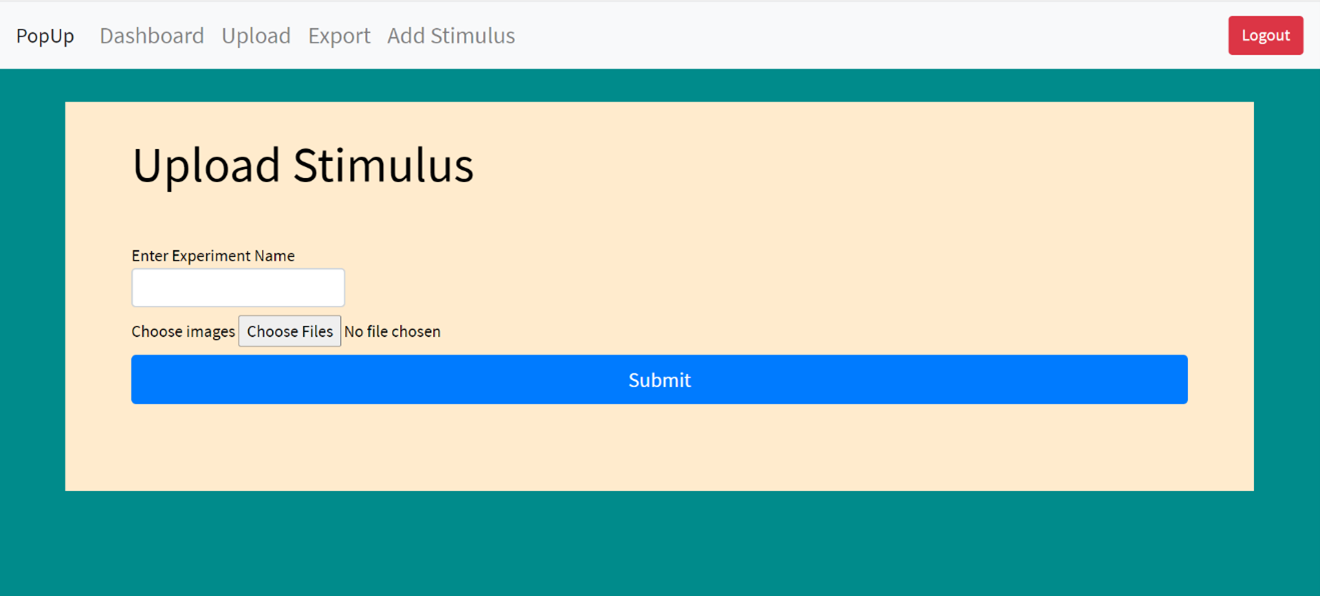 PopUp Dashboard Upload Export Add Stimulus Logout
Upload Stimulus
Enter Experiment Name
Choose images Choose Files No file chosen
Submit